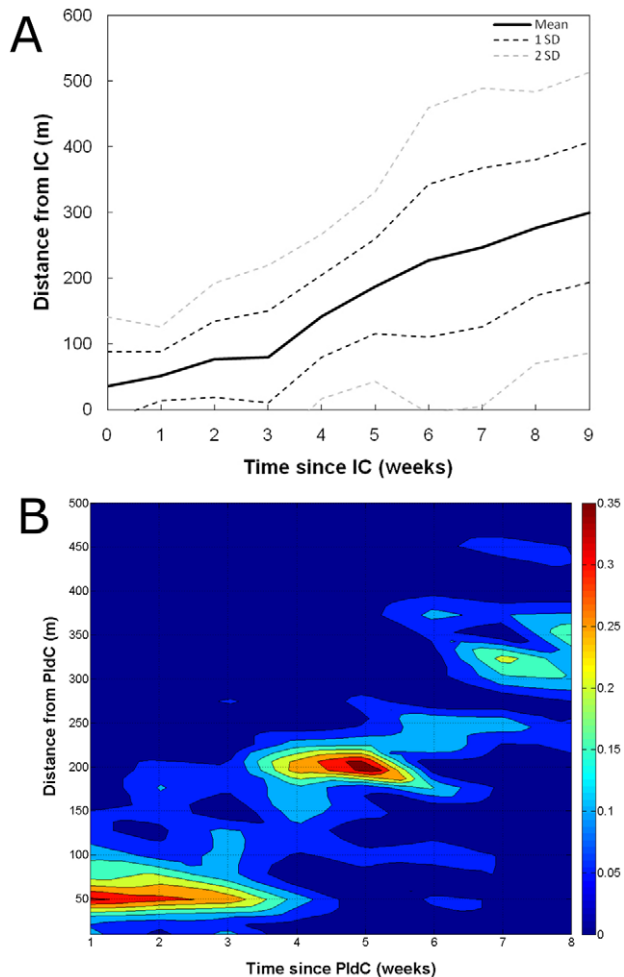 A
600
500
400
300
200
100
0
Distance from IC (m)
Mean
1 SD
2 SD
0 1 2 3 4 5 6 7 8 9
Time since IC (weeks)
B
500
450
400
350
300
250
200
150
100
50
Distance from PldC (m)
1 2 3 4 5 6 7 8
Time since PldC (weeks)
0.35
0.3
0.25
0.2
0.15
0.1
0.05
0